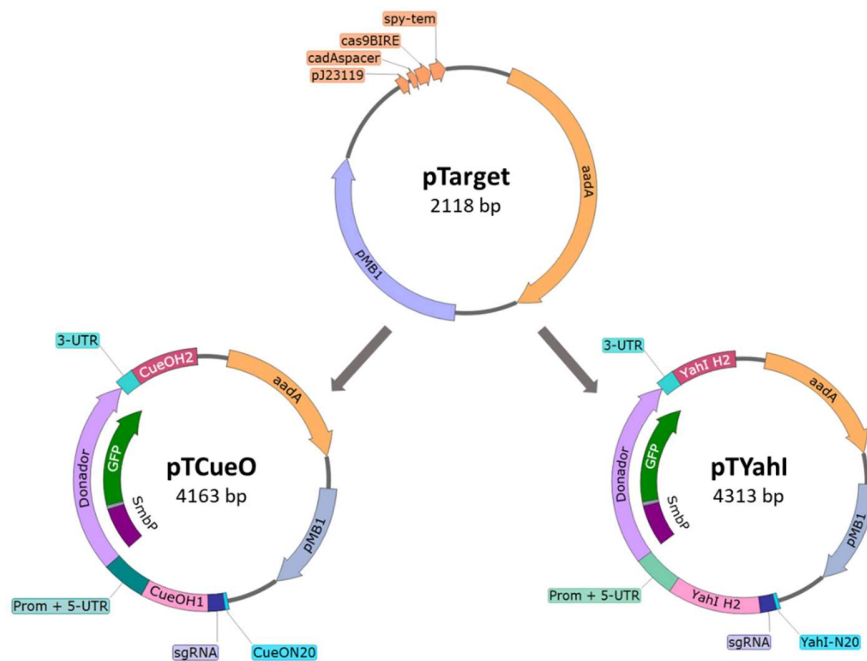 spy-tem
cas9BIRE
cadAspacer
pJ23119
aadA
pTarget
2118 bp
pMB1
3-UTR
CueOH2
aadA
Donador
GFP
SmbP
pTCueO
4163 bp
pMB1
Prom + 5-UTR
CueOH1
sgRNA
CueON20
3-UTR
YahI H2
aadA
Donador
GFP
SmbP
pTYahI
4313 bp
pMB1
Prom + 5-UTR
YahI H2
sgRNA
YahI-N20